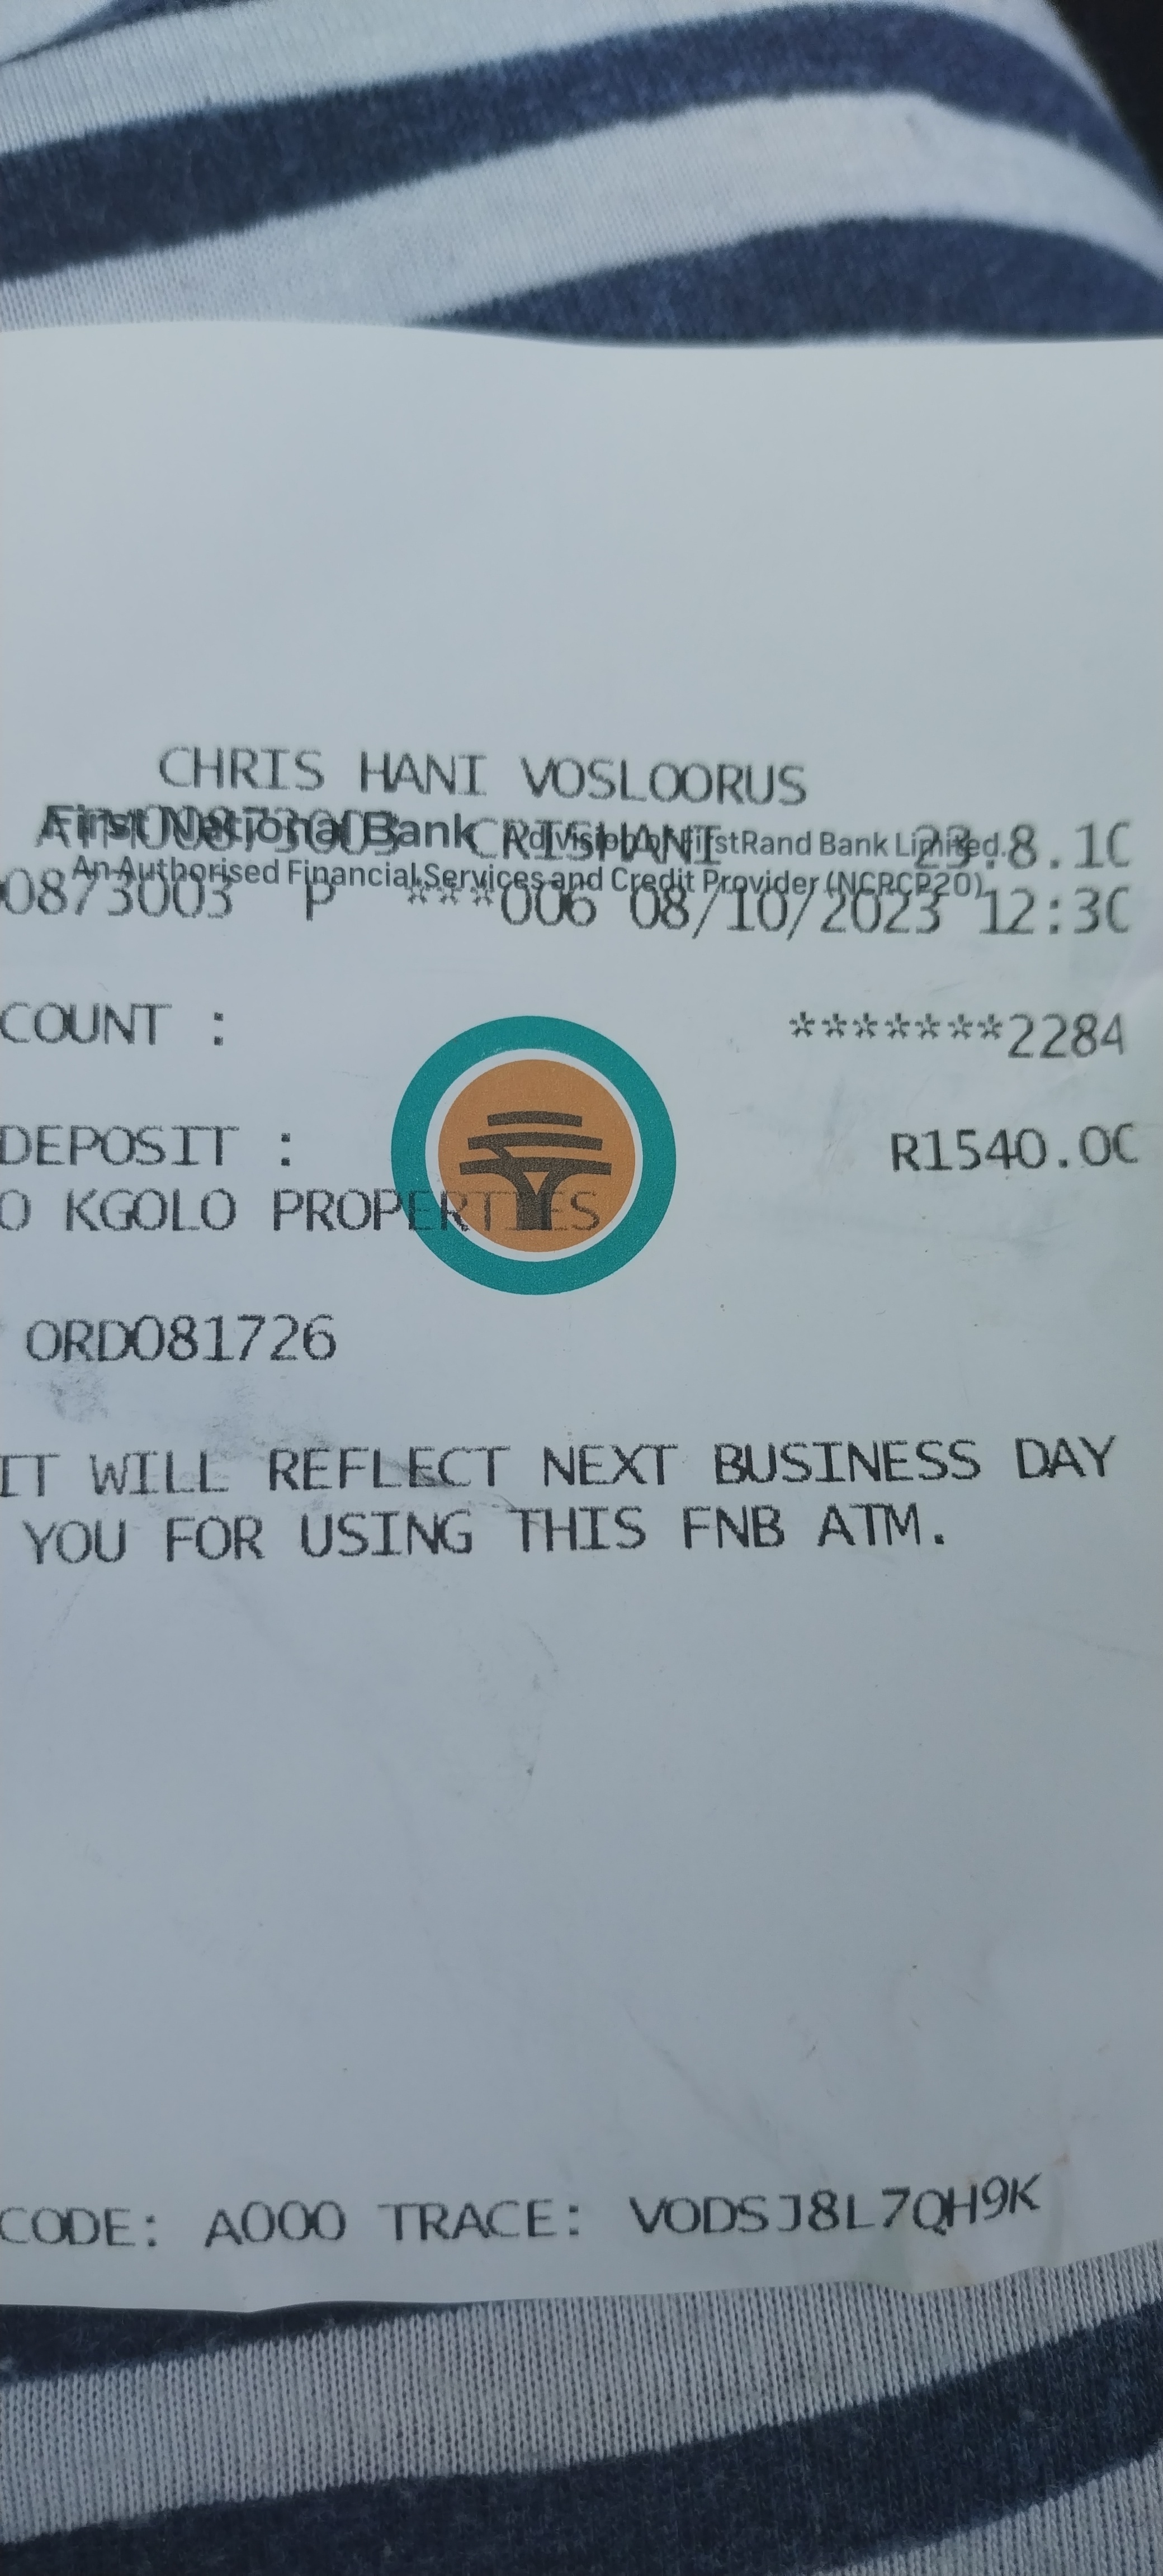 CHRIS HANI VOSLOORUS
ATM00873003 CRISHANI 23.8.10
First National Bank A division of FirstRand Bank Limited.
An Authorised Financial Services and Credit Provider (NCRCP20)
0873003 P ***006 08/10/2023 12:30
COUNT : *******2284
DEPOSIT : R1540.00
O KGOLO PROPERTIES
ORD081726
IT WILL REFLECT NEXT BUSINESS DAY
YOU FOR USING THIS FNB ATM.
CODE: A000 TRACE: VODSJ8L7QH9K